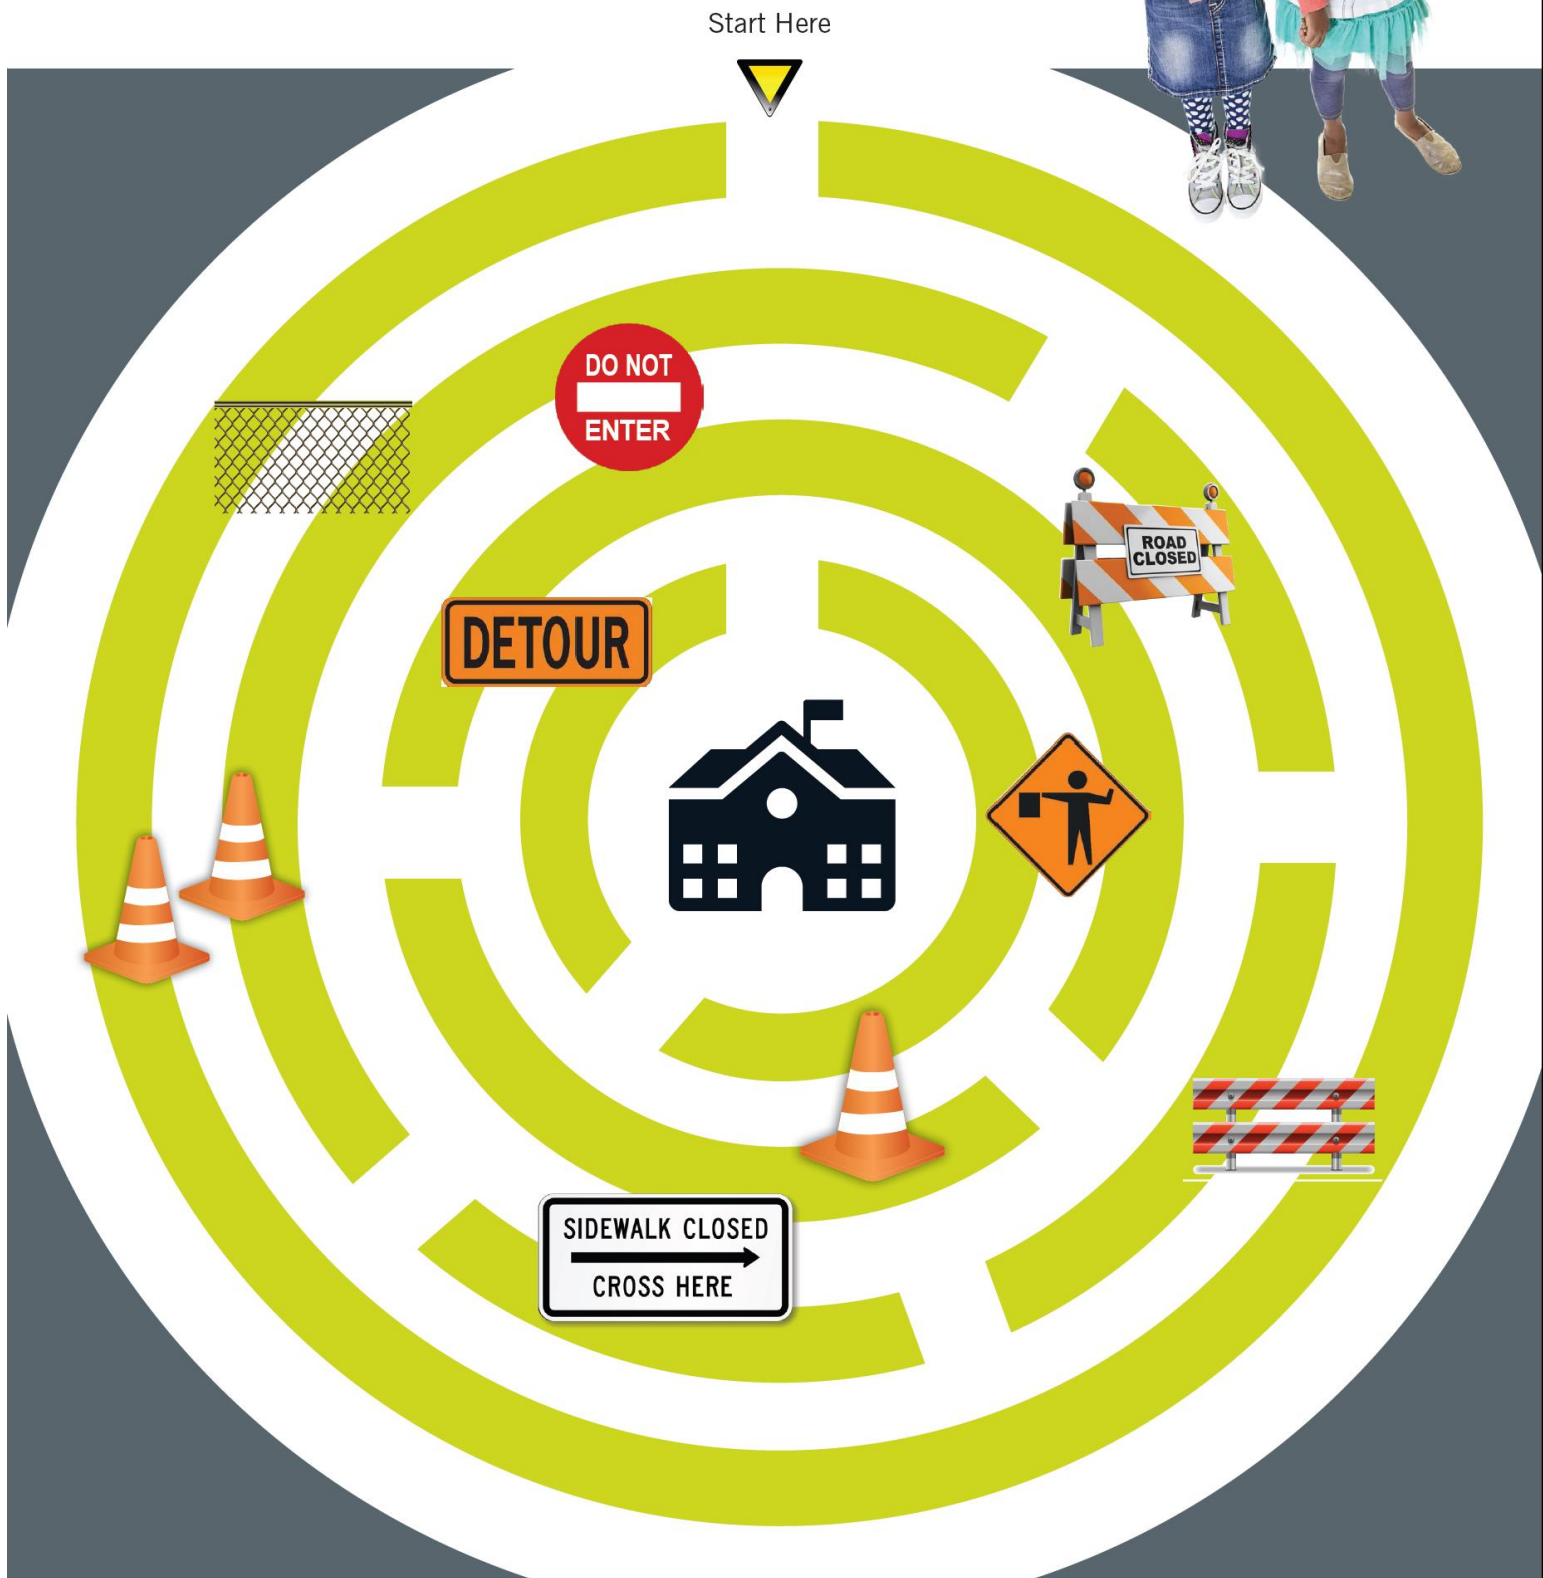 Start Here
DO NOT
ENTER
ROAD
CLOSED
DETOUR
SIDEWALK CLOSED
CROSS HERE